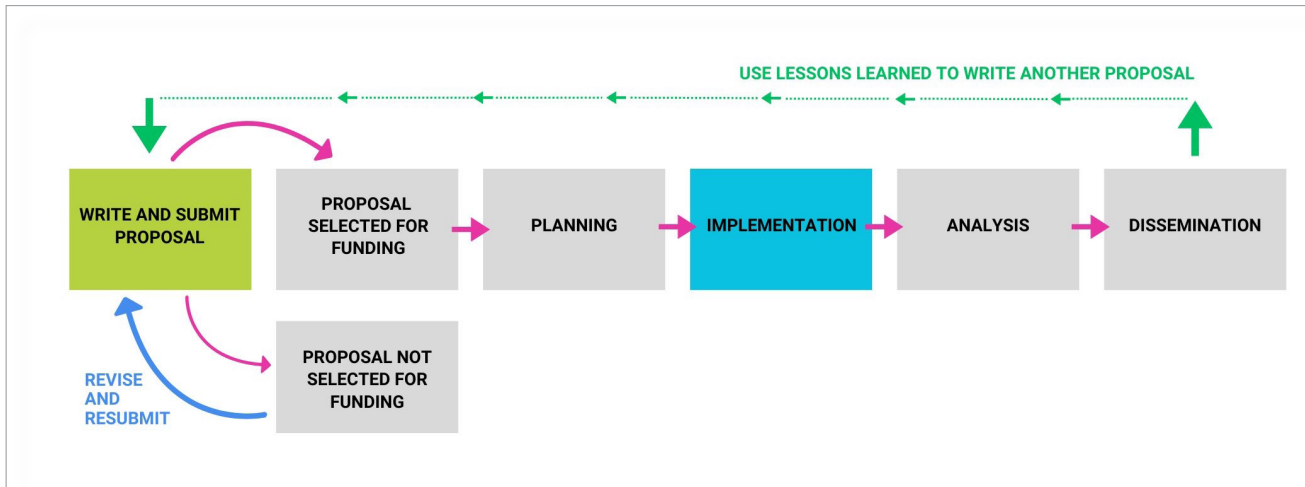 USE LESSONS LEARNED TO WRITE ANOTHER PROPOSAL
WRITE AND SUBMIT
PROPOSAL
PROPOSAL
SELECTED FOR
FUNDING
PLANNING
IMPLEMENTATION
ANALYSIS
DISSEMINATION
REVISE
AND
RESUBMIT
PROPOSAL NOT
SELECTED FOR
FUNDING